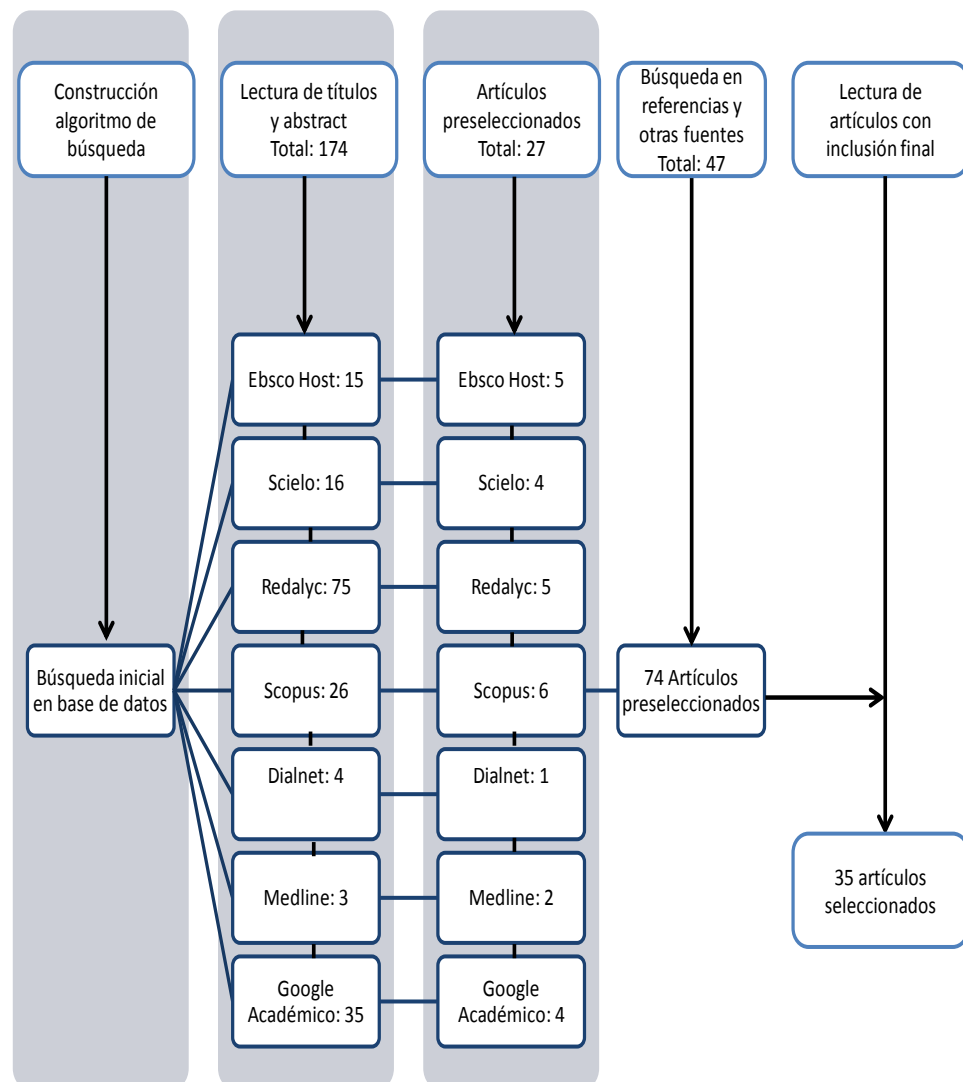 Construcción
algoritmo de
búsqueda
Lectura de títulos
y abstract
Total: 174
Artículos
preseleccionados
Total: 27
Búsqueda en
referencias y
otras fuentes
Total: 47
Lectura de
artículos con
inclusión final
Ebsco Host: 15
Ebsco Host: 5
Scielo: 16
Scielo: 4
Redalyc: 75
Redalyc: 5
Búsqueda inicial
en base de datos
Scopus: 26
Scopus: 6
74 Artículos
preseleccionados
Dialnet: 4
Dialnet: 1
Medline: 3
Medline: 2
35 artículos
seleccionados
Google
Académico: 35
Google
Académico: 4